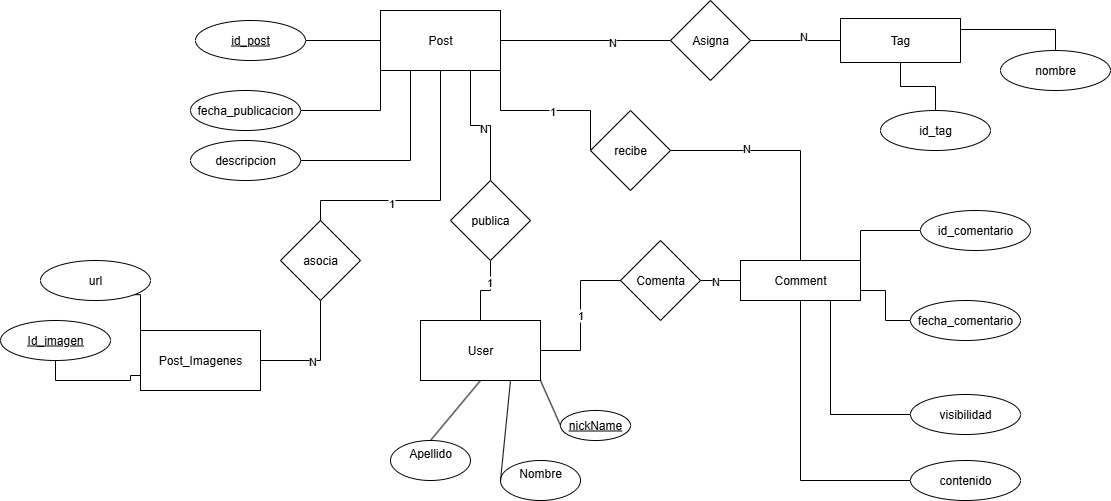 id_post
Post
N
Asigna
N
Tag
nombre
fecha_publicacion
1
id_tag
descripcion
N
recibe
N
1
publica
asocia
id_comentario
url
1
Comenta
N
Comment
Id_imagen
1
fecha_comentario
Post_Imagenes
N
User
nickName
visibilidad
Apellido
Nombre
contenido